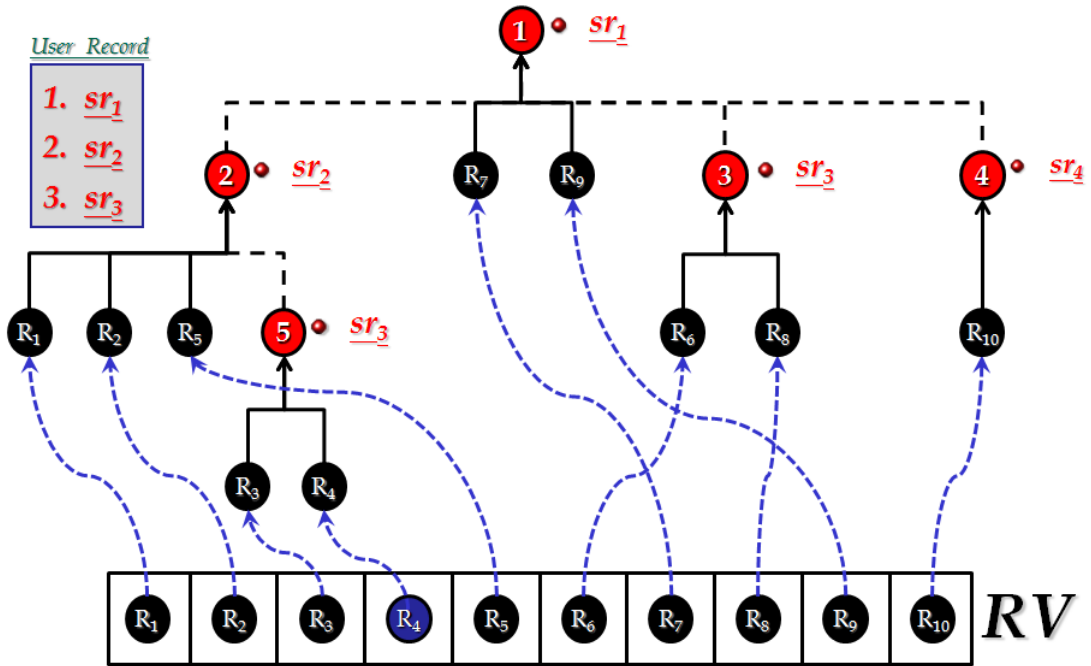 1 sr1
User Record
1. sr1
2. sr2
3. sr3
2 sr2
R7
R9
3 sr3
4 sr4
R1
R2
R5
5 sr3
R6
R8
R10
R3
R4
R1
R2
R3
R4
R5
R6
R7
R8
R9
R10
RV